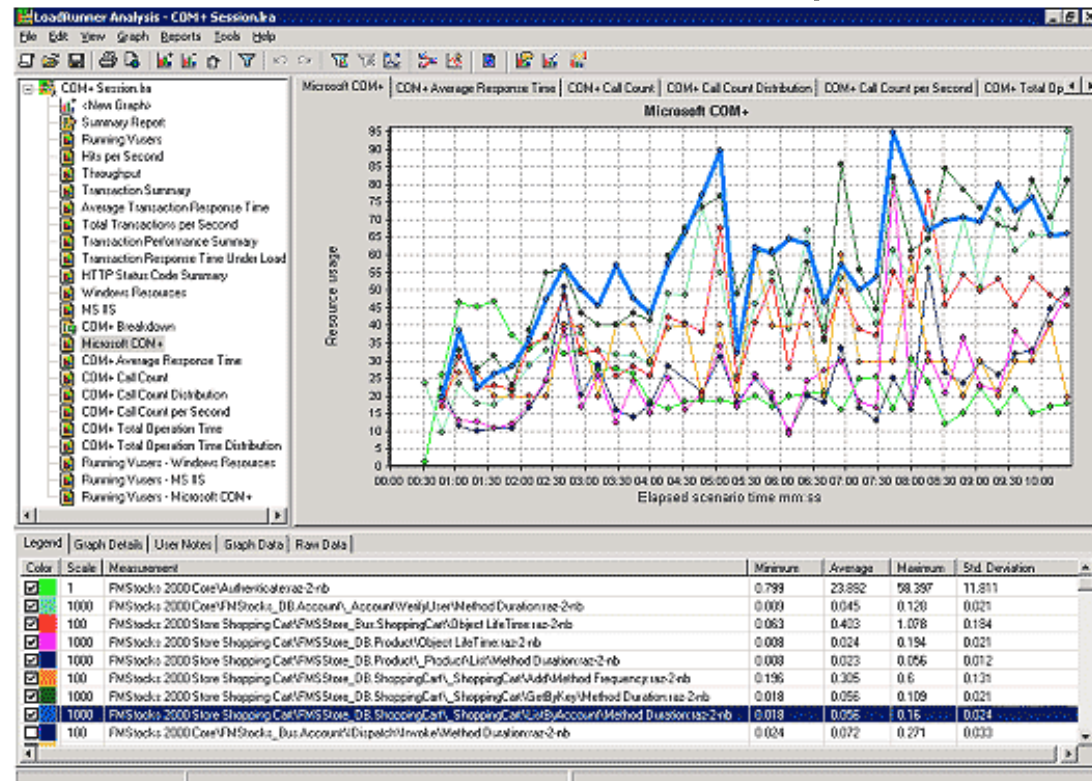 LoadRunner Analysis - COM+ Session.lra
File Edit View Graph Reports Tools Help
COM+ Session.lra
<New Graph>
Summary Report
Running Vusers
Hits per Second
Throughput
Transaction Summary
Average Transaction Response Time
Total Transactions per Second
Transaction Performance Summary
Transaction Response Time Under Load
HTTP Status Code Summary
Windows Resources
MS IIS
COM+ Breakdown
Microsoft COM+
COM+ Average Response Time
COM+ Call Count
COM+ Call Count Distribution
COM+ Call Count per Second
COM+ Total Operation Time
COM+ Total Operation Time Distribution
Running Vusers - Windows Resources
Running Vusers - MS IIS
Running Vusers - Microsoft COM+
Microsoft COM+ COM+ Average Response Time COM+ Call Count COM+ Call Count Distribution COM+ Call Count per Second COM+ Total Op
Microsoft COM+
Resource usage
95
90
85
80
75
70
65
60
55
50
45
40
35
30
25
20
15
10
5
0
00:00 00:30 01:00 01:30 02:00 02:30 03:00 03:30 04:00 04:30 05:00 05:30 06:00 06:30 07:00 07:30 08:00 08:30 09:00 09:30 10:00
Elapsed scenario time mm:ss
Legend Graph Details User Notes Graph Data Raw Data
Color Scale Measurement Minimum Average Maximum Std. Deviation
1 FMStocks 2000 Core\Authenticate:raz-2-nb 0.799 23.892 58.397 11.811
1000 FMStocks 2000 Core\FMStocks_DB.Account\_Account\VerifyUser\Method Duration:raz-2-nb 0.009 0.045 0.128 0.021
100 FMStocks 2000 Store Shopping Cart\FMSStore_Bus.ShoppingCart\Object LifeTime:raz-2-nb 0.063 0.403 1.078 0.184
1000 FMStocks 2000 Store Shopping Cart\FMSStore_DB.Product\Object LifeTime:raz-2-nb 0.008 0.024 0.194 0.021
1000 FMStocks 2000 Store Shopping Cart\FMSStore_DB.Product\_Product\List\Method Duration:raz-2-nb 0.008 0.023 0.056 0.012
100 FMStocks 2000 Store Shopping Cart\FMSStore_DB.ShoppingCart\_ShoppingCart\Add\Method Frequency:raz-2-nb 0.196 0.305 0.6 0.131
1000 FMStocks 2000 Store Shopping Cart\FMSStore_DB.ShoppingCart\_ShoppingCart\GetByKey\Method Duration:raz-2-nb 0.018 0.056 0.109 0.021
1000 FMStocks 2000 Store Shopping Cart\FMSStore_DB.ShoppingCart\_ShoppingCart\ListByAccount\Method Duration:raz-2-nb 0.018 0.056 0.16 0.024
100 FMStocks 2000 Core\FMStocks_Bus.Account\IDispatch\Invoke\Method Duration:raz-2-nb 0.024 0.072 0.271 0.033